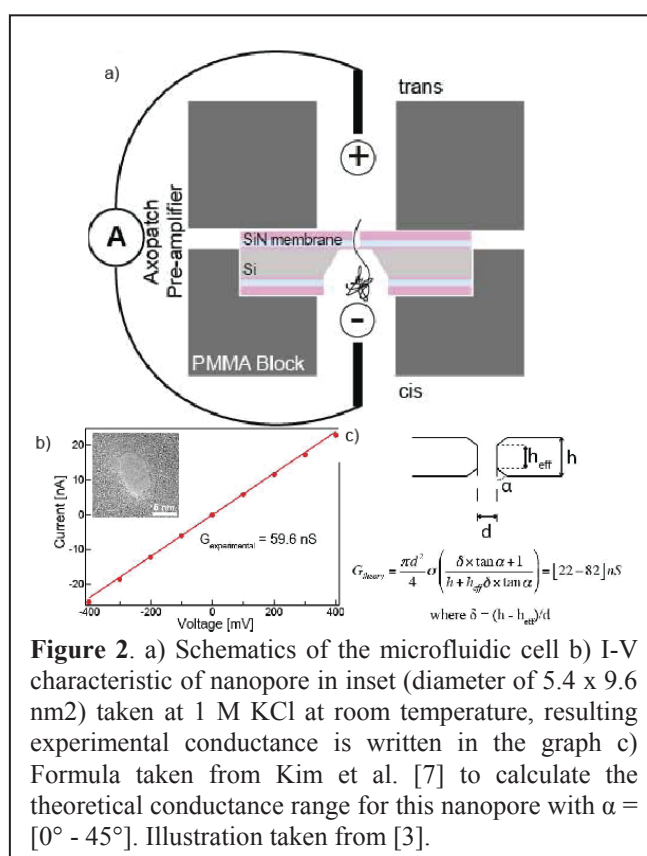 a)
trans
+
A
Axopatch
Pre-amplifier
SiN membrane
Si
-
PMMA Block
cis
b)
20
10
0
-10
-20
Current [nA]
5 nm
G experimental = 59.6 nS
-400
-200
0
200
400
Voltage [mV]
c)
h eff
h
α
d
G theory = πd²/4 σ ( δ × tan α + 1 / h + h eff δ × tan α ) = [22 − 82] nS
where δ = (h - h eff)/d
Figure 2. a) Schematics of the microfluidic cell b) I-V
characteristic of nanopore in inset (diameter of 5.4 x 9.6
nm2) taken at 1 M KCl at room temperature, resulting
experimental conductance is written in the graph c)
Formula taken from Kim et al. [7] to calculate the
theoretical conductance range for this nanopore with α =
[0° - 45°]. Illustration taken from [3].